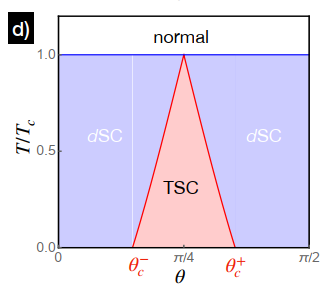 d)
normal
1.0
dSC dSC
T/T_c
0.5
TSC
0.0
0 θ_c^− π/4 θ_c^+ π/2
θ